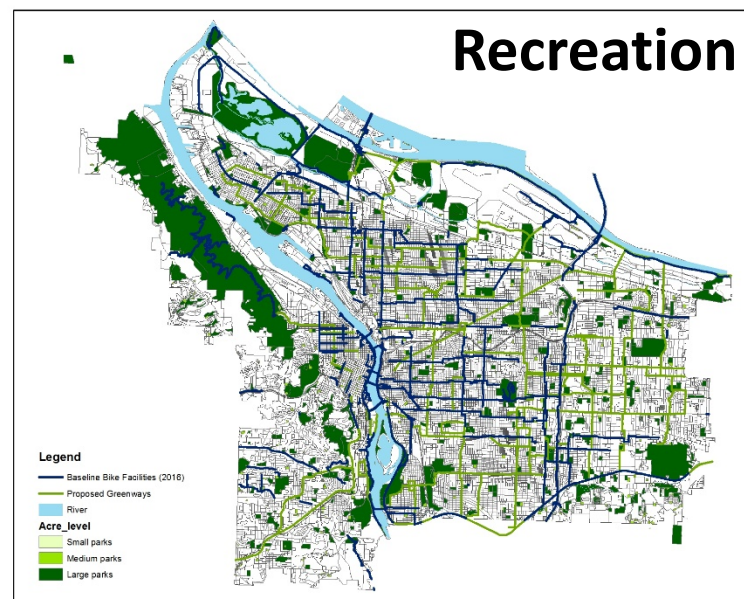 Recreation
Legend
Baseline Bike Facilities (2016)
Proposed Greenways
River
Acre_level
Small parks
Medium parks
Large parks